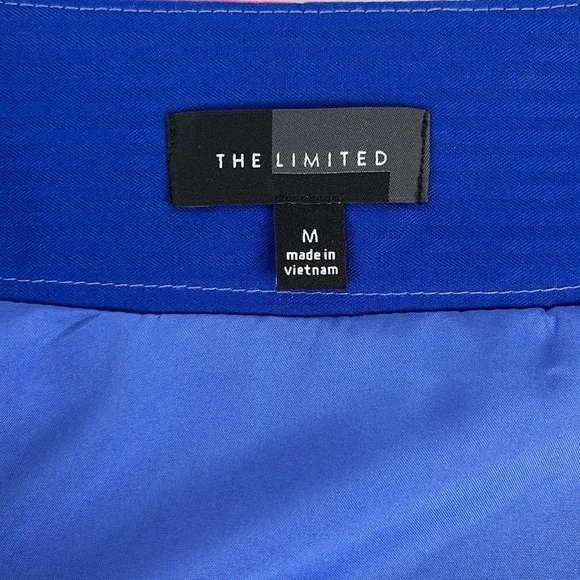 THE LIMITED
M
made in
vietnam